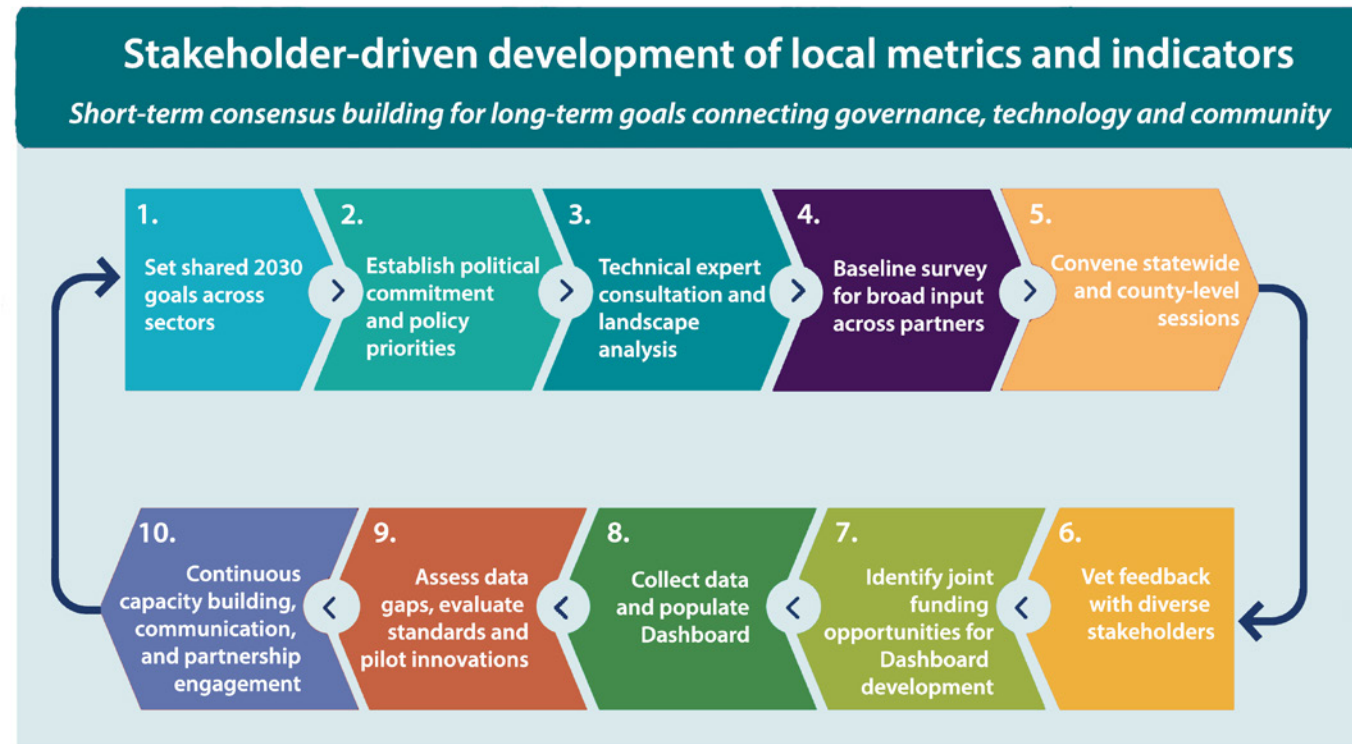 Stakeholder-driven development of local metrics and indicators
Short-term consensus building for long-term goals connecting governance, technology and community
1.
Set shared 2030
goals across
sectors
2.
Establish political
commitment
and policy
priorities
3.
Technical expert
consultation and
landscape
analysis
4.
Baseline survey
for broad input
across partners
5.
Convene statewide
and county-level
sessions
6.
Vet feedback
with diverse
stakeholders
7.
Identify joint
funding
opportunities for
Dashboard
development
8.
Collect data
and populate
Dashboard
9.
Assess data
gaps, evaluate
standards and
pilot innovations
10.
Continuous
capacity building,
communication,
and partnership
engagement